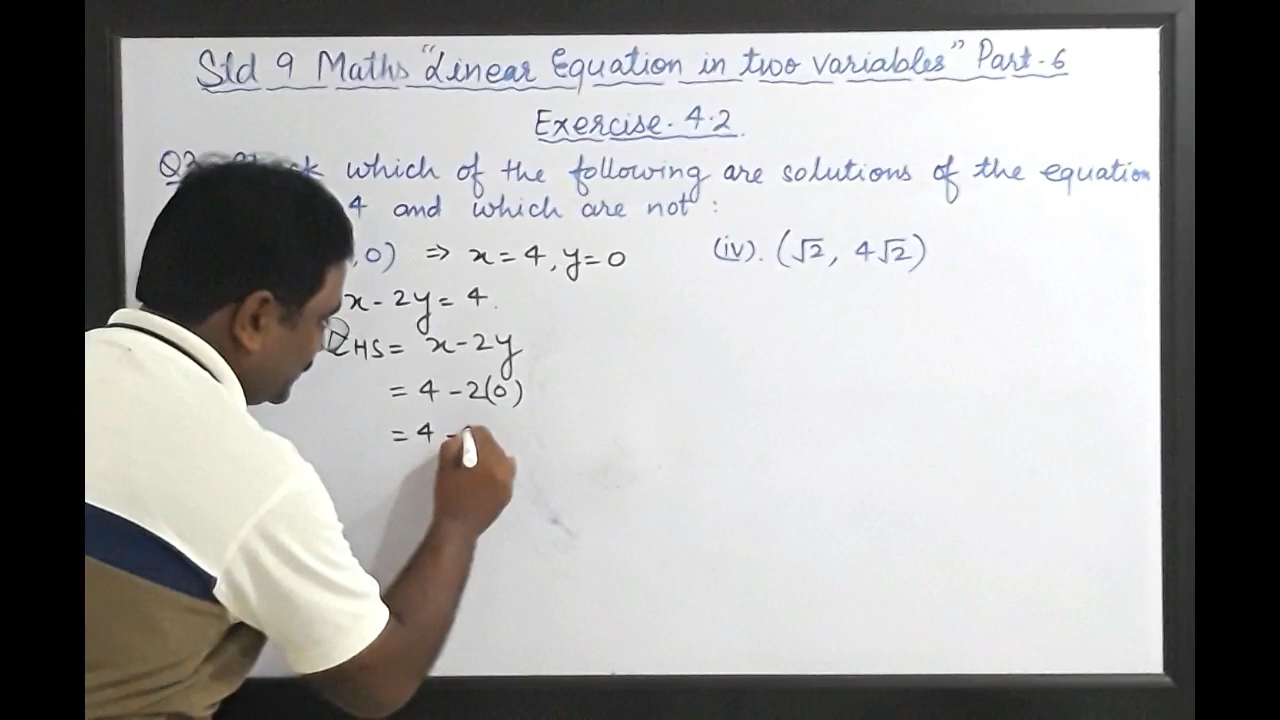 Std 9 Maths "Linear Equation in two variables" Part-6
Exercise-4.2.
which of the following are solutions of the equation
4 and which are not :
,0) ⇒ x=4, y=0
(iv). (√2, 4√2)
x-2y=4.
LHS= x-2y
= 4-2(0)
= 4 -